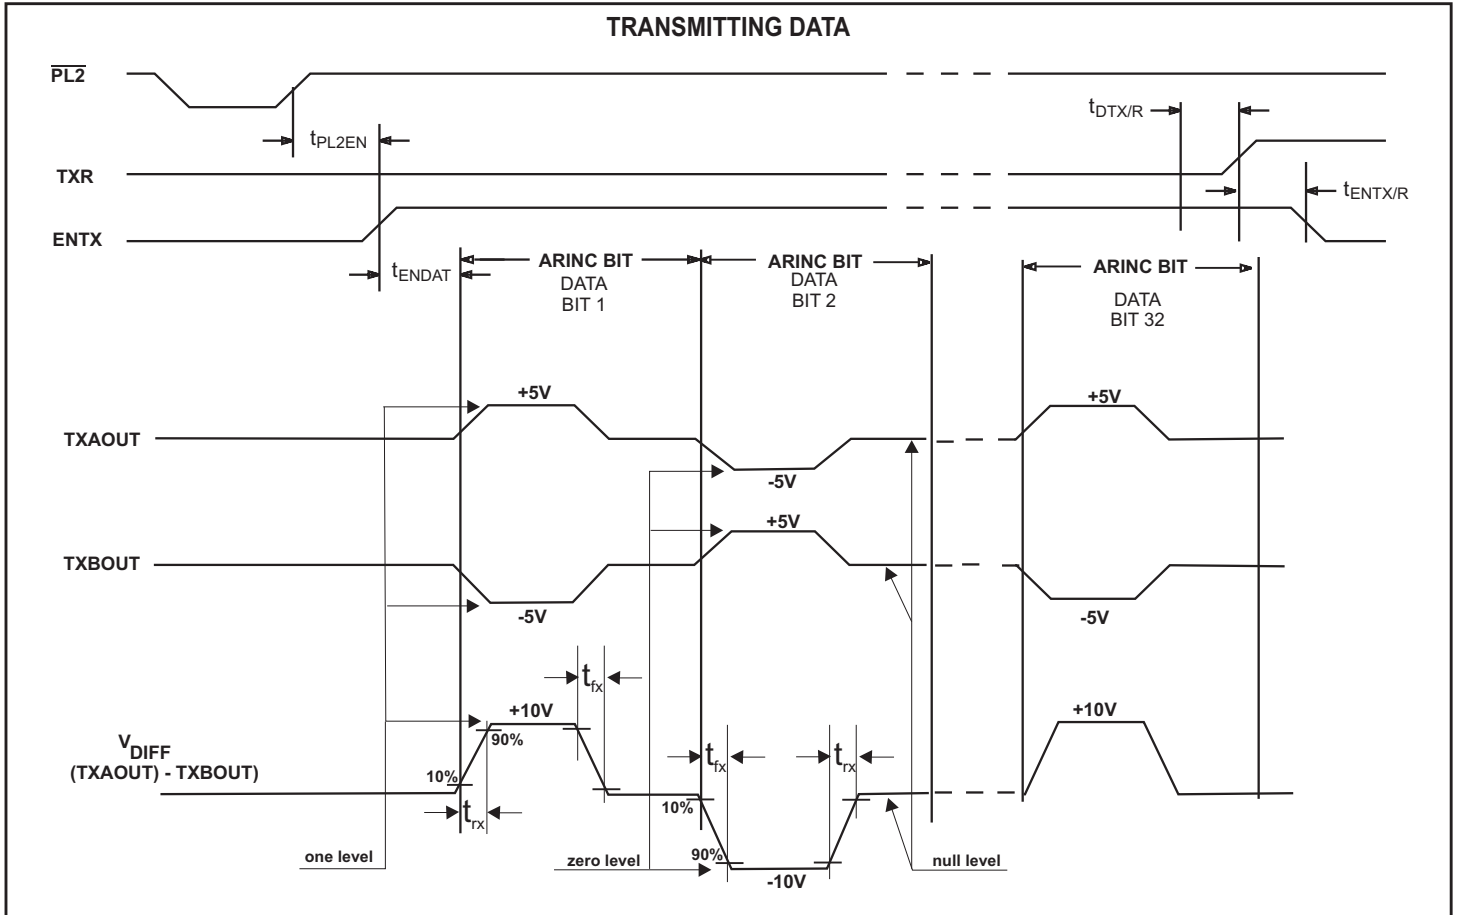 TRANSMITTING DATA
PL2
tDTX/R
tPL2EN
TXR
tENTX/R
ENTX
tENDAT
ARINC BIT
DATA
BIT 1
ARINC BIT
DATA
BIT 2
ARINC BIT
DATA
BIT 32
+5V
+5V
TXAOUT
-5V
+5V
TXBOUT
-5V
-5V
tfx
+10V
+10V
90%
VDIFF
(TXAOUT) - TXBOUT)
10%
trx
tfx
trx
10%
90%
-10V
one level
zero level
null level